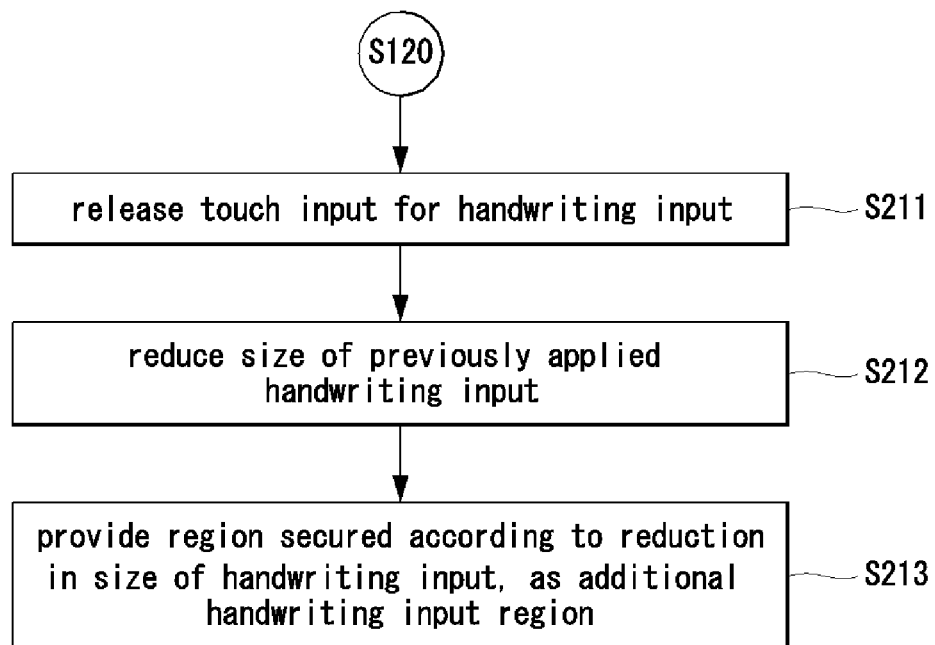 S120
release touch input for handwriting input
S211
reduce size of previously applied
handwriting input
S212
provide region secured according to reduction
in size of handwriting input, as additional
handwriting input region
S213